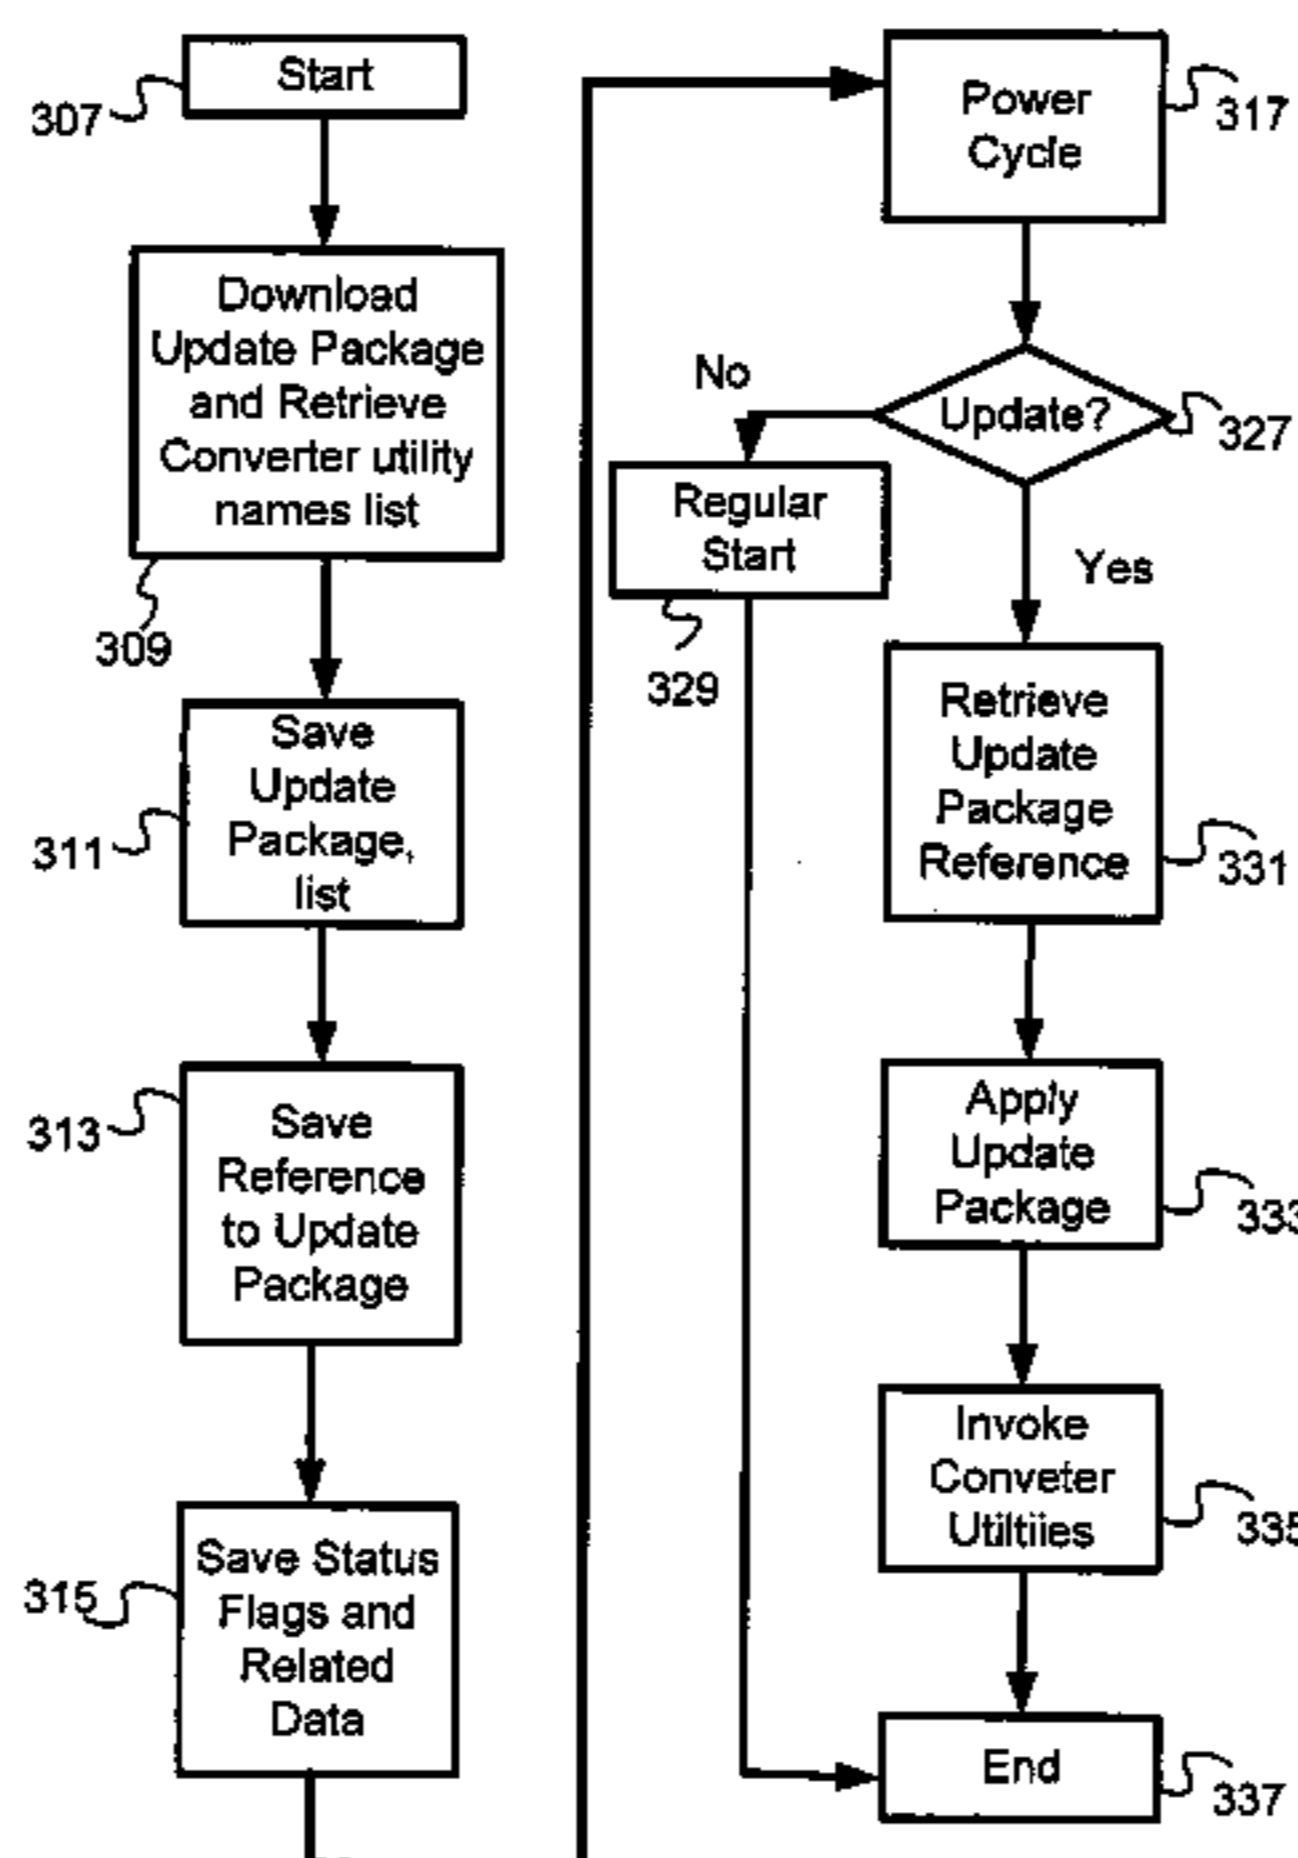 Start
307
Download
Update Package
and Retrieve
Converter utility
names list
309
Save
Update
Package,
list
311
Save
Reference
to Update
Package
313
Save Status
Flags and
Related
Data
315
Power
Cycle
317
Update?
327
No
Yes
Regular
Start
329
Retrieve
Update
Package
Reference
331
Apply
Update
Package
333
Invoke
Conveter
Utiltiies
335
End
337